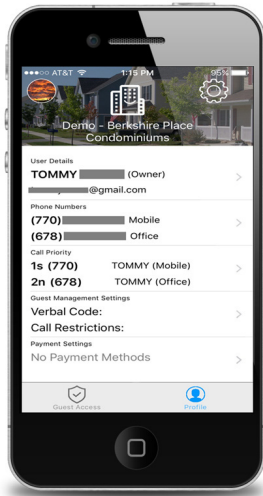 AT&T 1:15 PM 95%
Demo - Berkshire Place
Condominiums
User Details
TOMMY (Owner)
@gmail.com
Phone Numbers
(770) Mobile
(678) Office
Call Priority
1s (770) TOMMY (Mobile)
2n (678) TOMMY (Office)
Guest Management Settings
Verbal Code:
Call Restrictions:
Payment Settings
No Payment Methods
Guest Access Profile